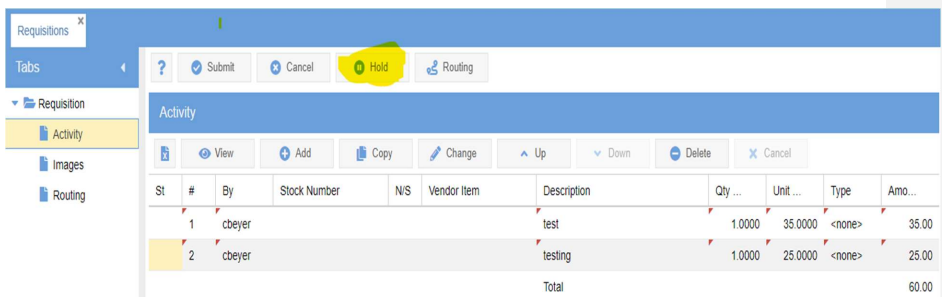 Requisitions x
Tabs
? Submit Cancel Hold Routing
Requisition
Activity
Images
Routing
Activity
View Add Copy Change Up Down Delete Cancel
St # By Stock Number N/S Vendor Item Description Qty ... Unit ... Type Amo...
1 cbeyer test 1.0000 35.0000 <none> 35.00
2 cbeyer testing 1.0000 25.0000 <none> 25.00
Total 60.00